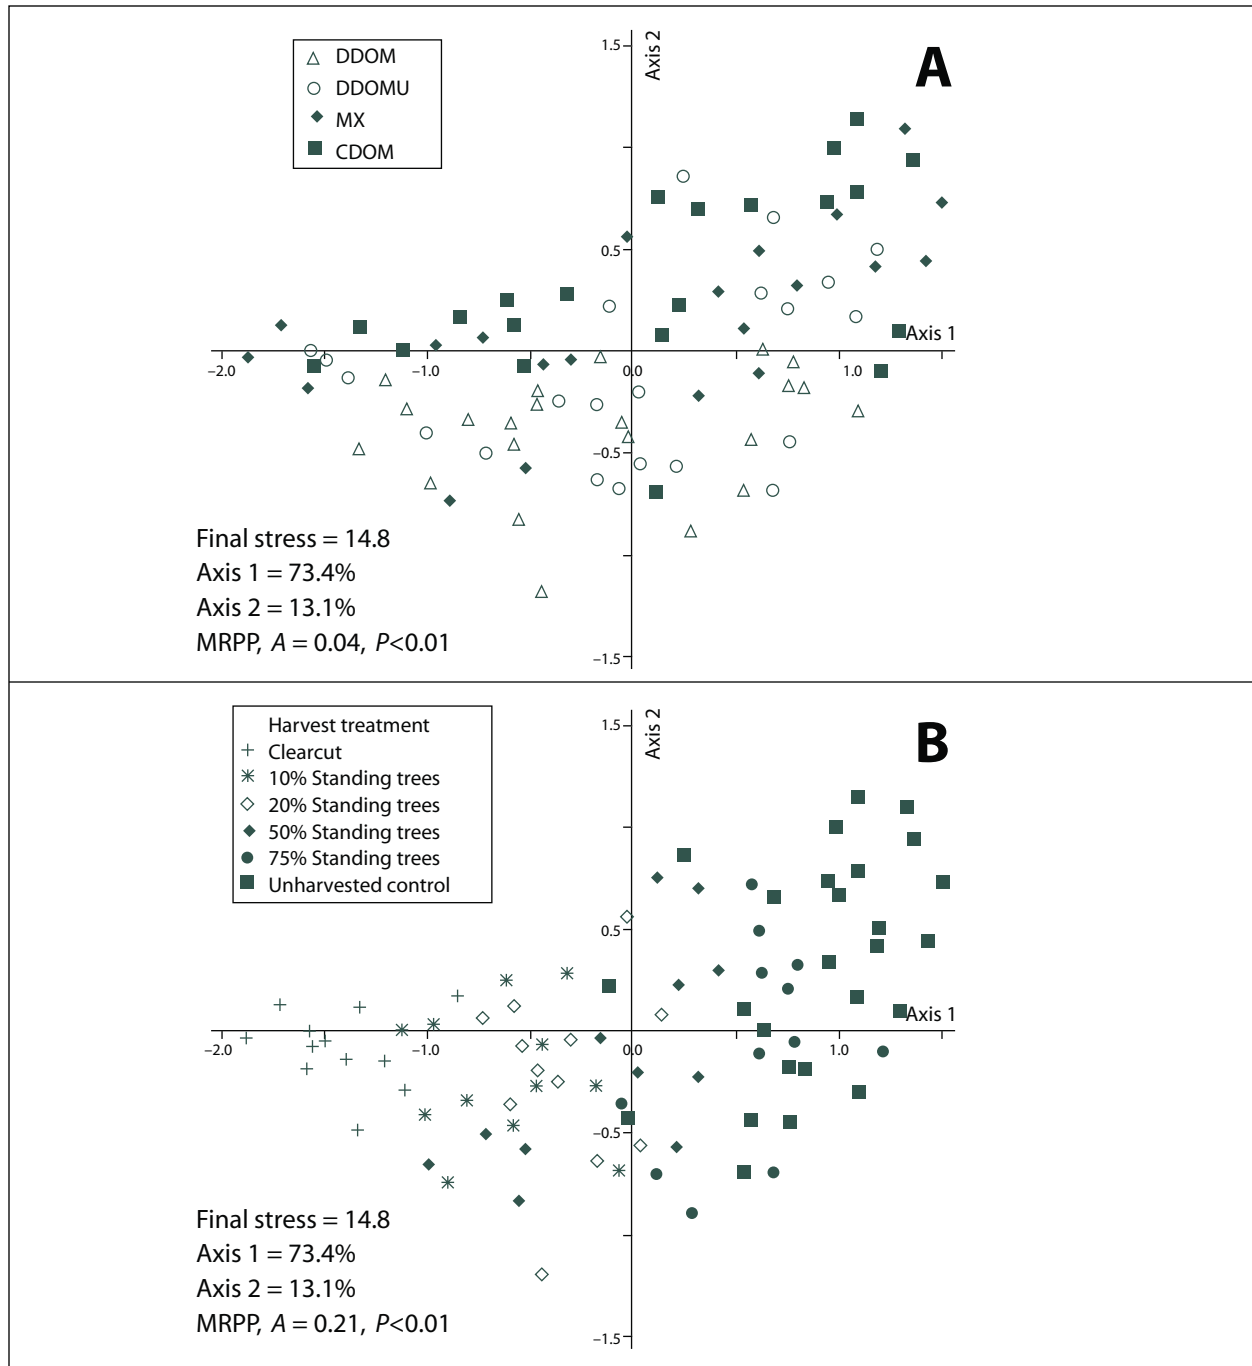 A
Axis 2
1.5
DDOM
DDOMU
MX
CDOM
0.5
Axis 1
−2.0
−1.0
0.0
1.0
−0.5
Final stress = 14.8
Axis 1 = 73.4%
Axis 2 = 13.1%
MRPP, A = 0.04, P<0.01
−1.5
B
Axis 2
1.5
Harvest treatment
Clearcut
10% Standing trees
20% Standing trees
50% Standing trees
75% Standing trees
Unharvested control
0.5
Axis 1
−2.0
−1.0
0.0
1.0
−0.5
Final stress = 14.8
Axis 1 = 73.4%
Axis 2 = 13.1%
MRPP, A = 0.21, P<0.01
−1.5